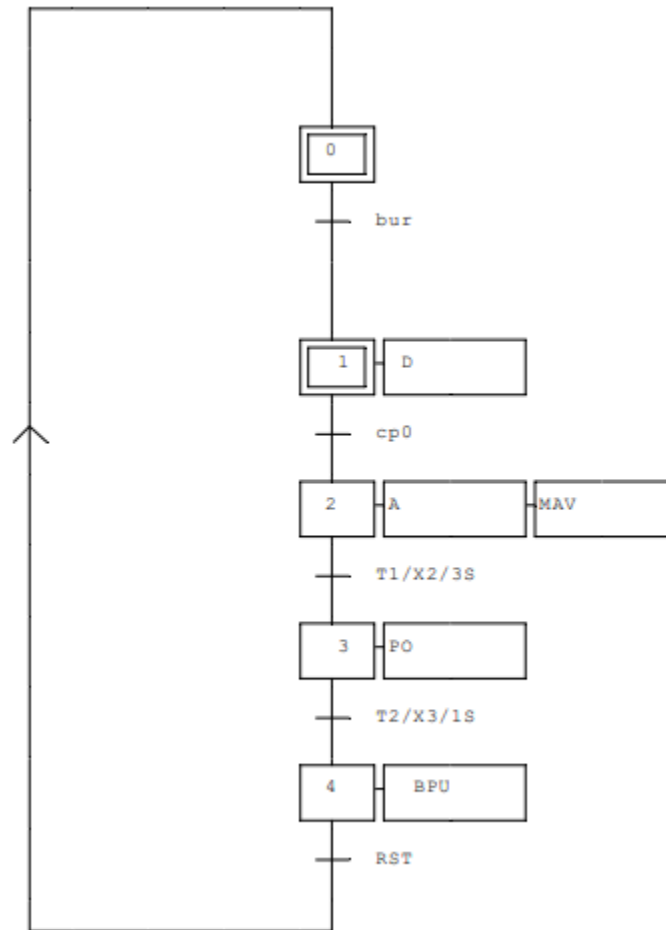 0
bur
1 D
cp0
2 A MAV
T1/X2/3S
3 PO
T2/X3/1S
4 BPU
RST